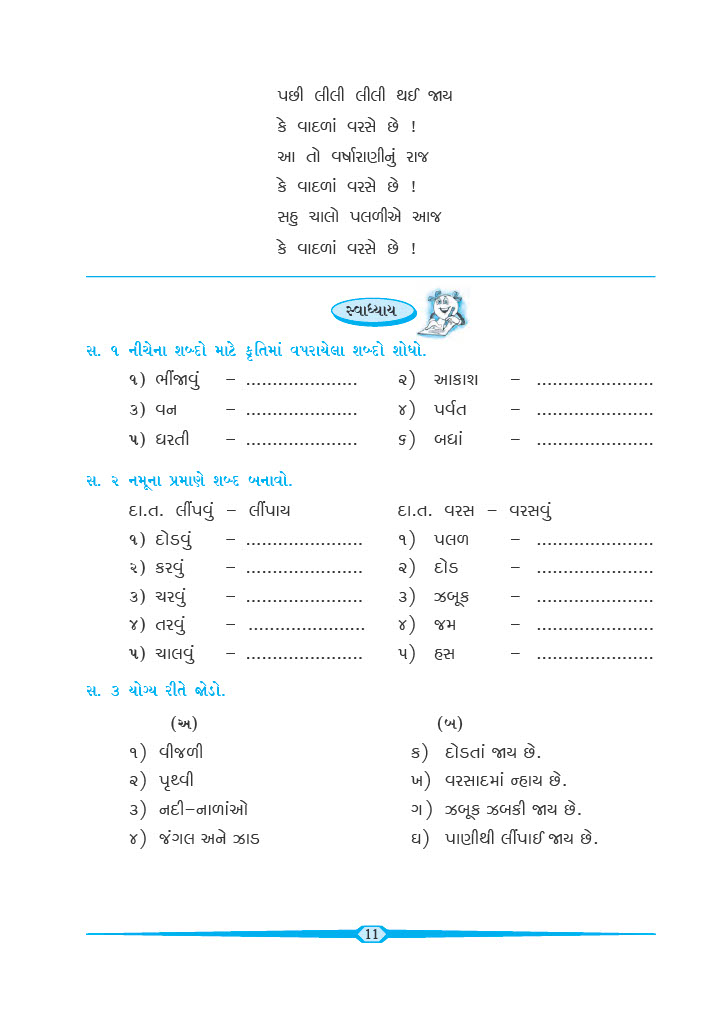 પછી લીલી લીલી થઈ જાય
કે વાદળાં વરસે છે !
આ તો વર્ષારાણીનું રાજ
કે વાદળાં વરસે છે !
સહુ ચાલો પલળીએ આજ
કે વાદળાં વરસે છે !
સ્વાધ્યાય
સ. ૧ નીચેના શબ્દો માટે કૃતિમાં વપરાયેલા શબ્દો શોધો.
૧) ભીંજાવું – ..................... ૨) આકાશ – ......................
૩) વન – ..................... ૪) પર્વત – ......................
૫) ધરતી – ..................... ૬) બધાં – ......................
સ. ૨ નમૂના પ્રમાણે શબ્દ બનાવો.
દા.ત. લીંપવું – લીંપાય દા.ત. વરસ – વરસવું
૧) દોડવું – ...................... ૧) પલળ – ......................
૨) કરવું – ...................... ૨) દોડ – ......................
૩) ચરવું – ...................... ૩) ઝબૂક – ......................
૪) તરવું – ...................... ૪) જમ – ......................
૫) ચાલવું – ...................... ૫) હસ – ......................
સ. ૩ યોગ્ય રીતે જોડો.
(અ) (બ)
૧) વીજળી ક) દોડતાં જાય છે.
૨) પૃથ્વી ખ) વરસાદમાં ન્હાય છે.
૩) નદી–નાળાંઓ ગ) ઝબૂક ઝબકી જાય છે.
૪) જંગલ અને ઝાડ ઘ) પાણીથી લીંપાઈ જાય છે.
11